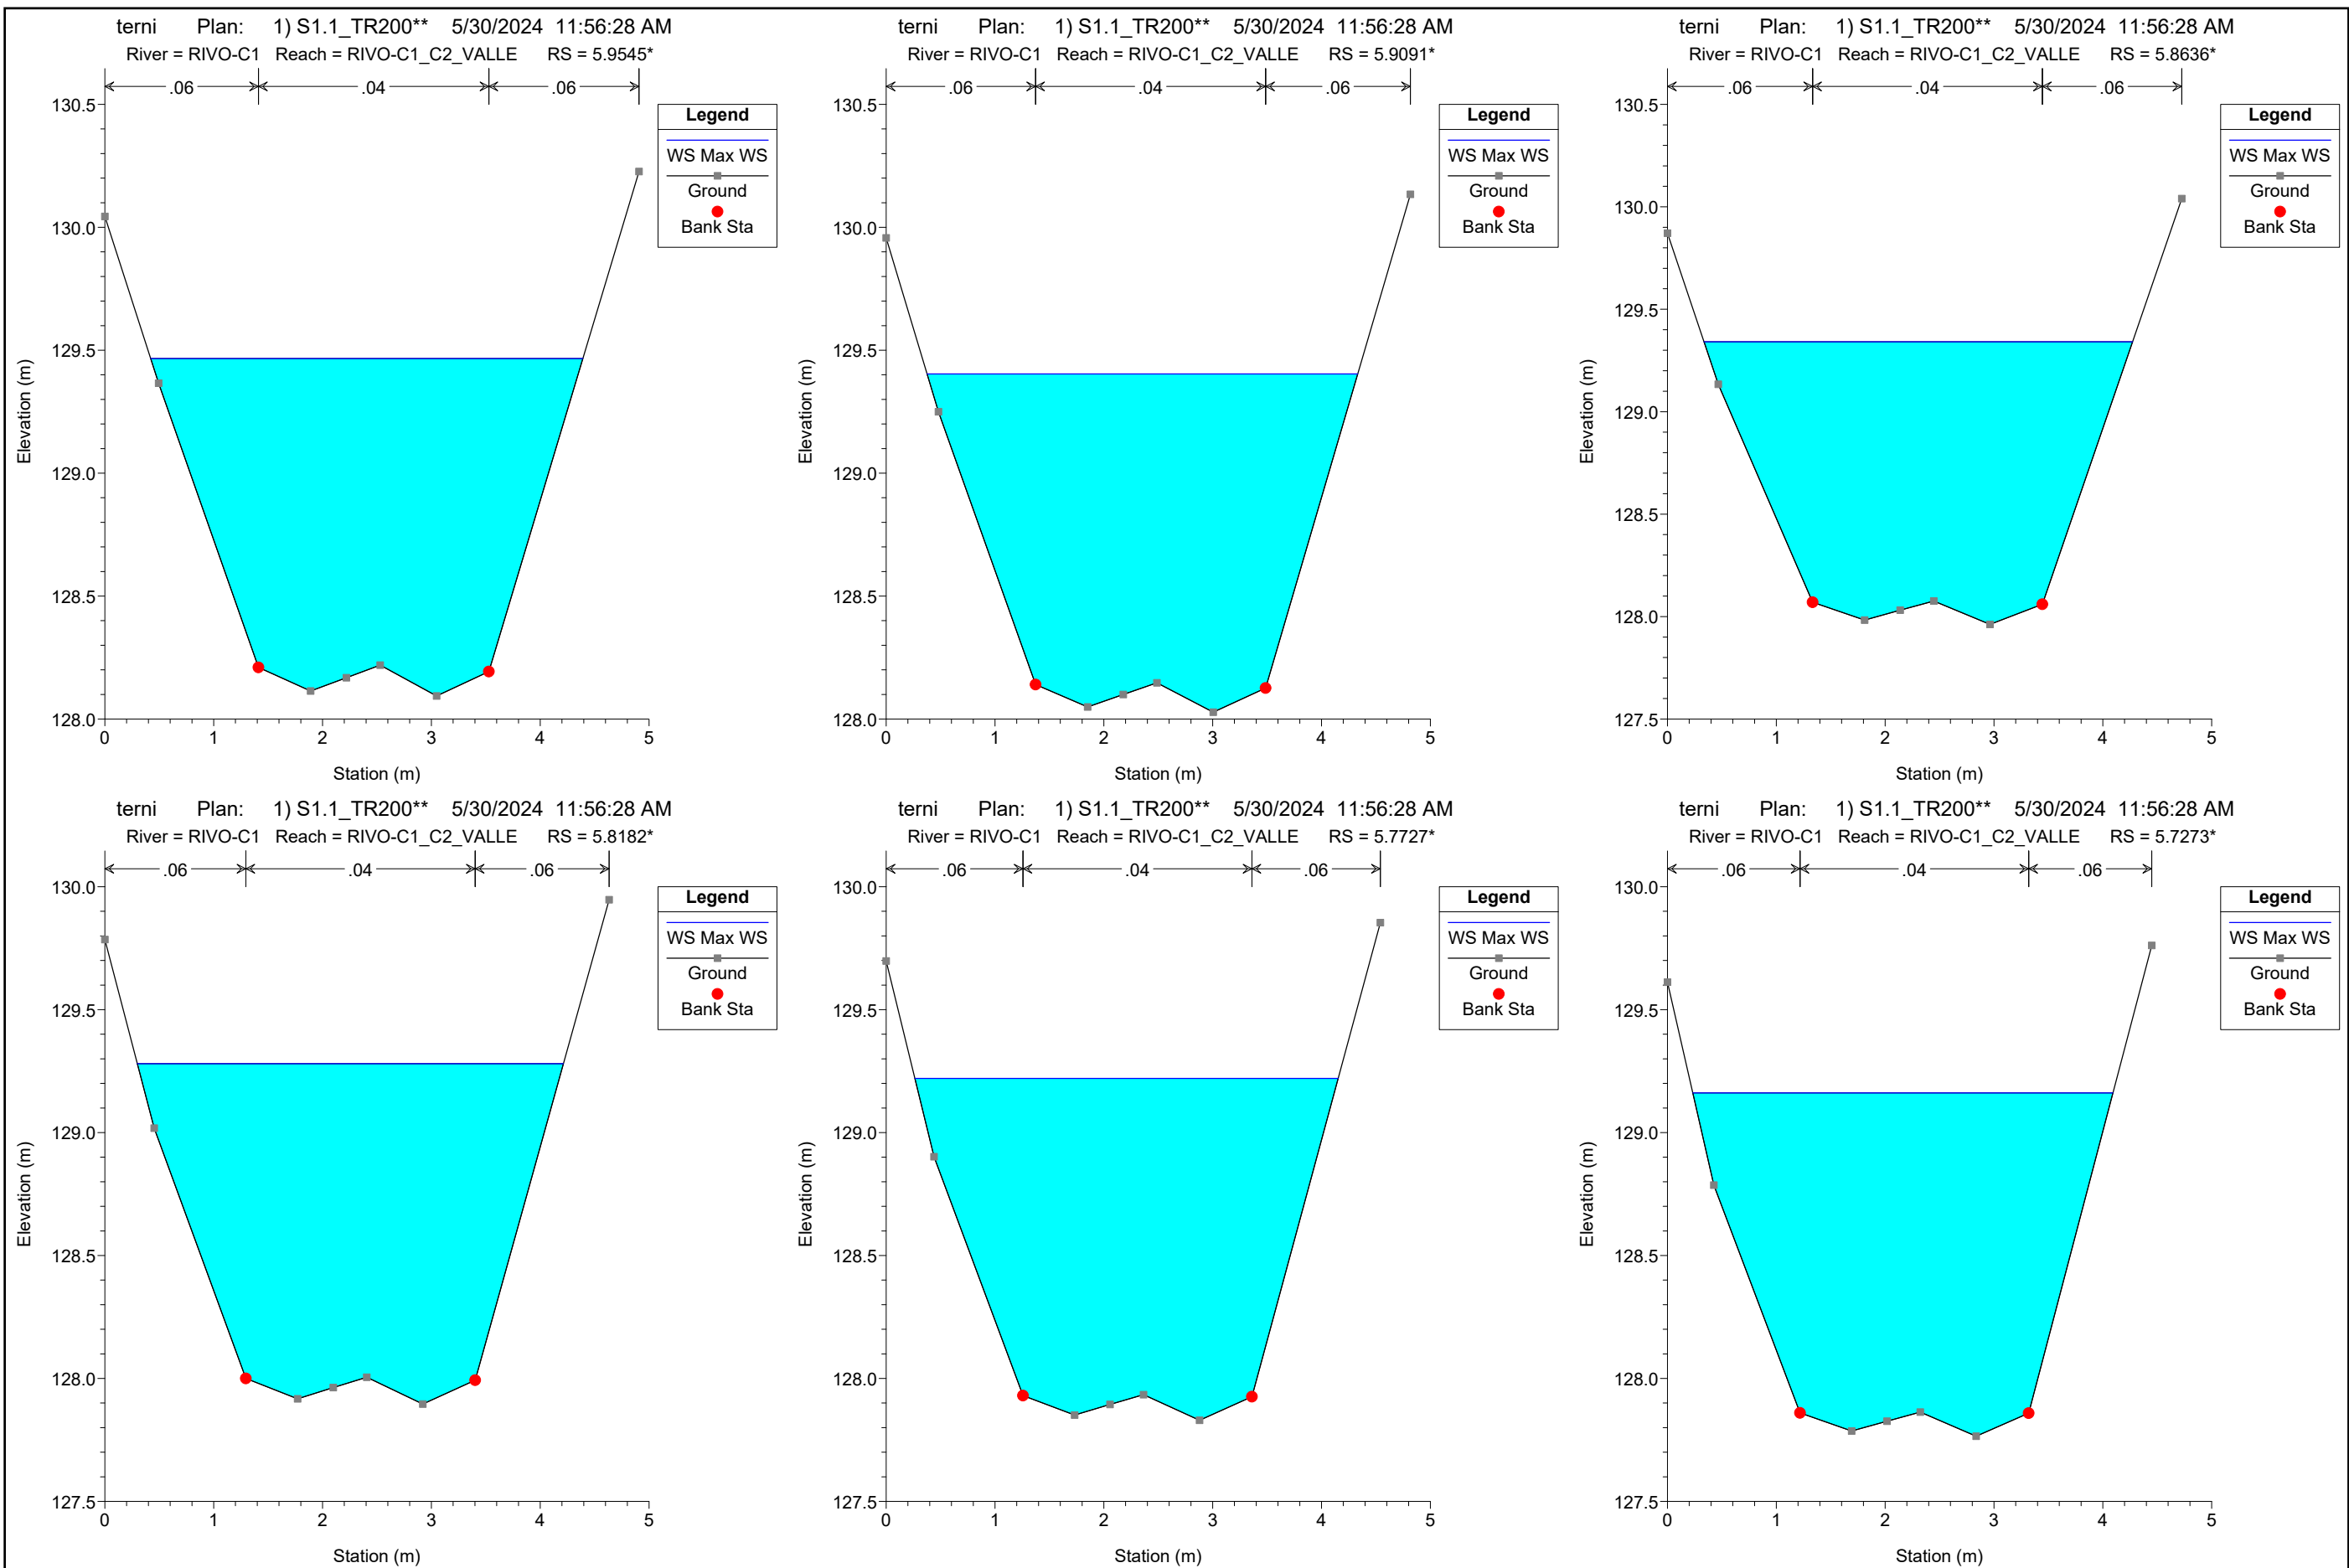 terni Plan: 1) S1.1_TR200** 5/30/2024 11:56:28 AM
River = RIVO-C1 Reach = RIVO-C1_C2_VALLE RS = 5.9545*
.06 .04 .06
130.5
130.0
129.5
129.0
128.5
128.0
0 1 2 3 4 5
Station (m)
Elevation (m)
Legend
WS Max WS
Ground
Bank Sta
terni Plan: 1) S1.1_TR200** 5/30/2024 11:56:28 AM
River = RIVO-C1 Reach = RIVO-C1_C2_VALLE RS = 5.9091*
.06 .04 .06
130.5
130.0
129.5
129.0
128.5
128.0
0 1 2 3 4 5
Station (m)
Elevation (m)
Legend
WS Max WS
Ground
Bank Sta
terni Plan: 1) S1.1_TR200** 5/30/2024 11:56:28 AM
River = RIVO-C1 Reach = RIVO-C1_C2_VALLE RS = 5.8636*
.06 .04 .06
130.5
130.0
129.5
129.0
128.5
128.0
127.5
0 1 2 3 4 5
Station (m)
Elevation (m)
Legend
WS Max WS
Ground
Bank Sta
terni Plan: 1) S1.1_TR200** 5/30/2024 11:56:28 AM
River = RIVO-C1 Reach = RIVO-C1_C2_VALLE RS = 5.8182*
.06 .04 .06
130.0
129.5
129.0
128.5
128.0
127.5
0 1 2 3 4 5
Station (m)
Elevation (m)
Legend
WS Max WS
Ground
Bank Sta
terni Plan: 1) S1.1_TR200** 5/30/2024 11:56:28 AM
River = RIVO-C1 Reach = RIVO-C1_C2_VALLE RS = 5.7727*
.06 .04 .06
130.0
129.5
129.0
128.5
128.0
127.5
0 1 2 3 4 5
Station (m)
Elevation (m)
Legend
WS Max WS
Ground
Bank Sta
terni Plan: 1) S1.1_TR200** 5/30/2024 11:56:28 AM
River = RIVO-C1 Reach = RIVO-C1_C2_VALLE RS = 5.7273*
.06 .04 .06
130.0
129.5
129.0
128.5
128.0
127.5
0 1 2 3 4 5
Station (m)
Elevation (m)
Legend
WS Max WS
Ground
Bank Sta